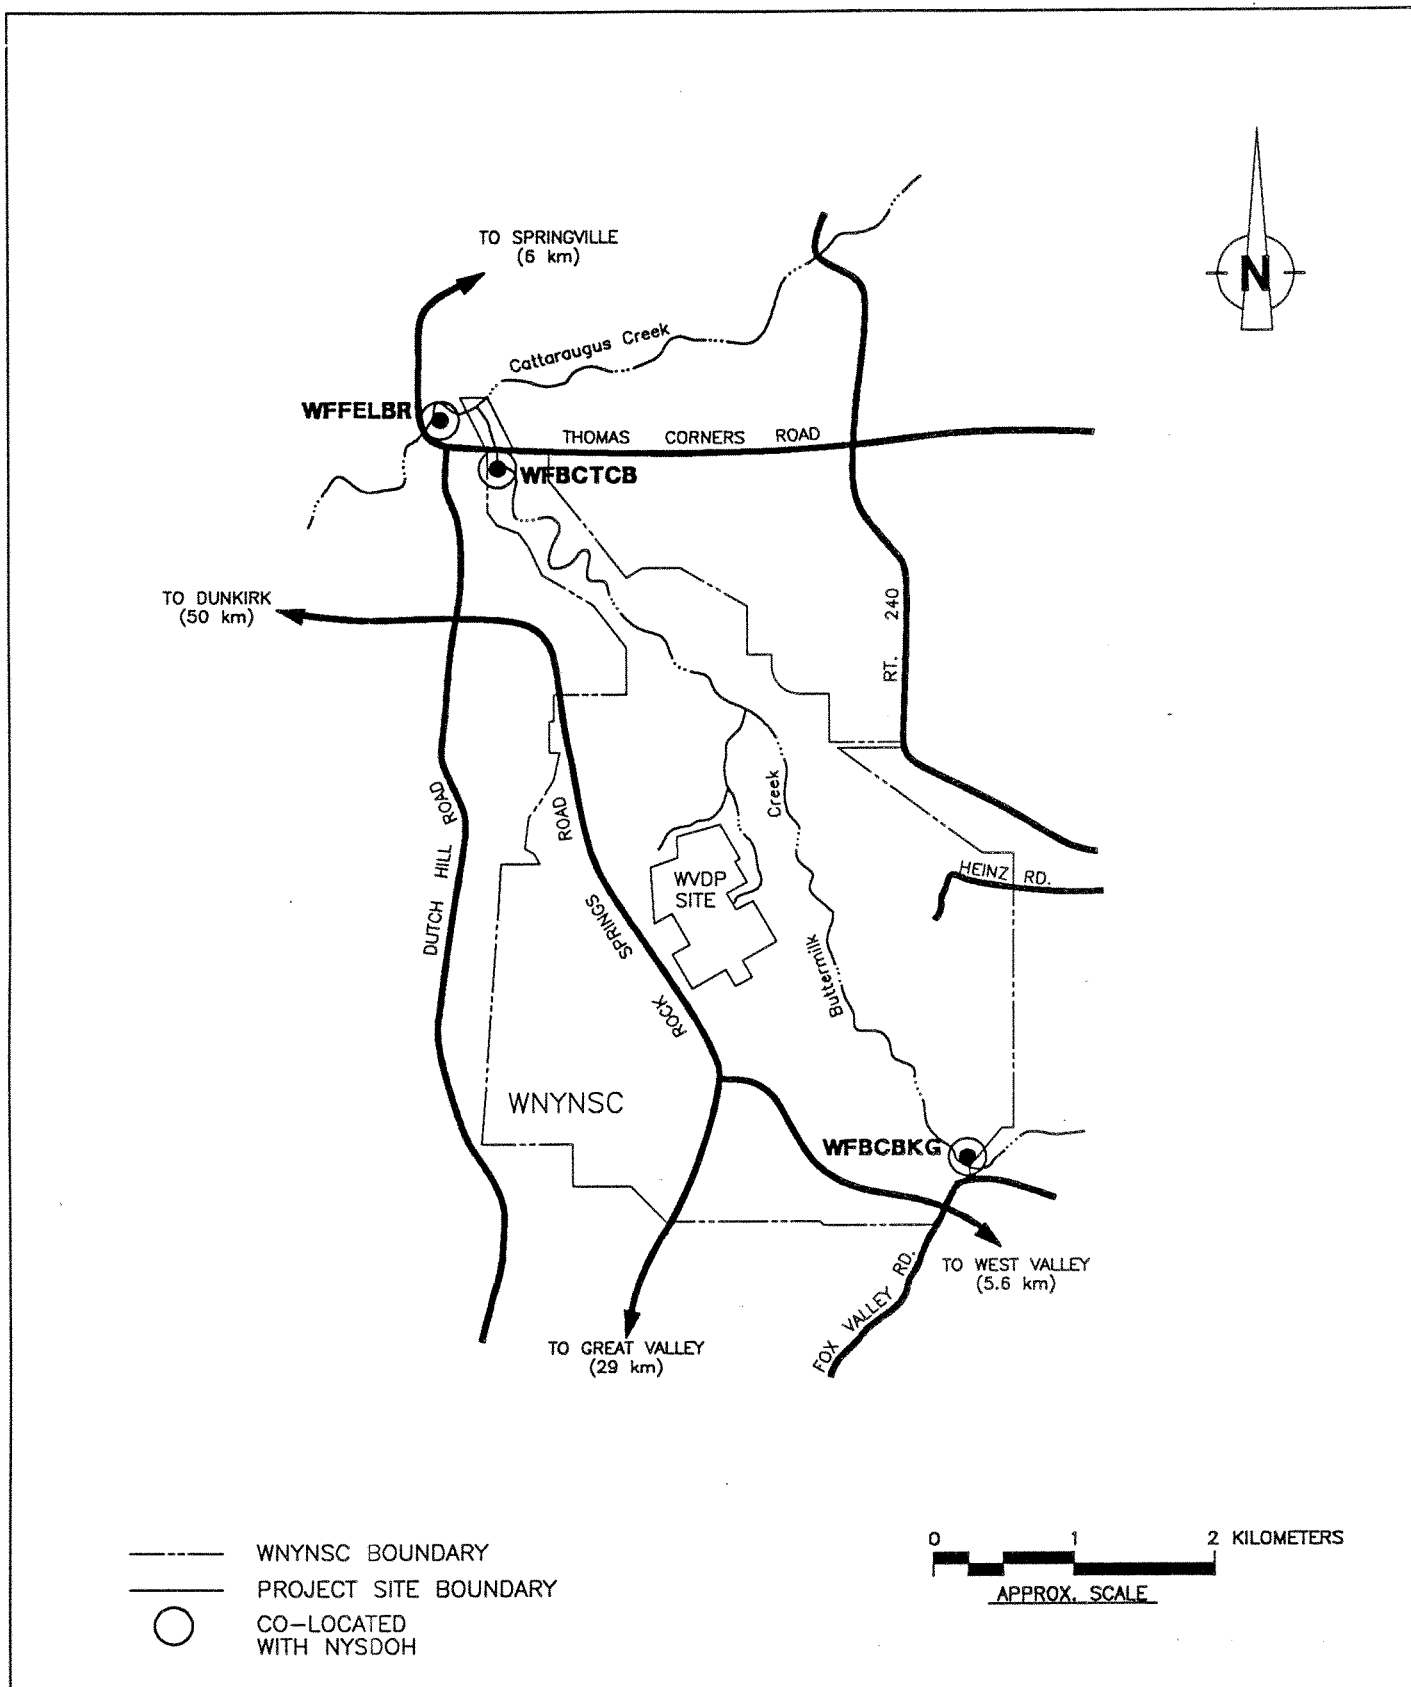 TO SPRINGVILLE
(6 km)
N
Cattaraugus Creek
WFFELBR
THOMAS CORNERS ROAD
WFBCTCB
TO DUNKIRK
(50 km)
RT. 240
DUTCH HILL ROAD
ROCK SPRINGS ROAD
Buttermilk Creek
WVDP
SITE
HEINZ RD.
WNYNSC
WFBCBKG
TO WEST VALLEY
(5.6 km)
FOX VALLEY RD.
TO GREAT VALLEY
(29 km)
WNYNSC BOUNDARY
PROJECT SITE BOUNDARY
CO-LOCATED
WITH NYSDOH
0 1 2 KILOMETERS
APPROX. SCALE